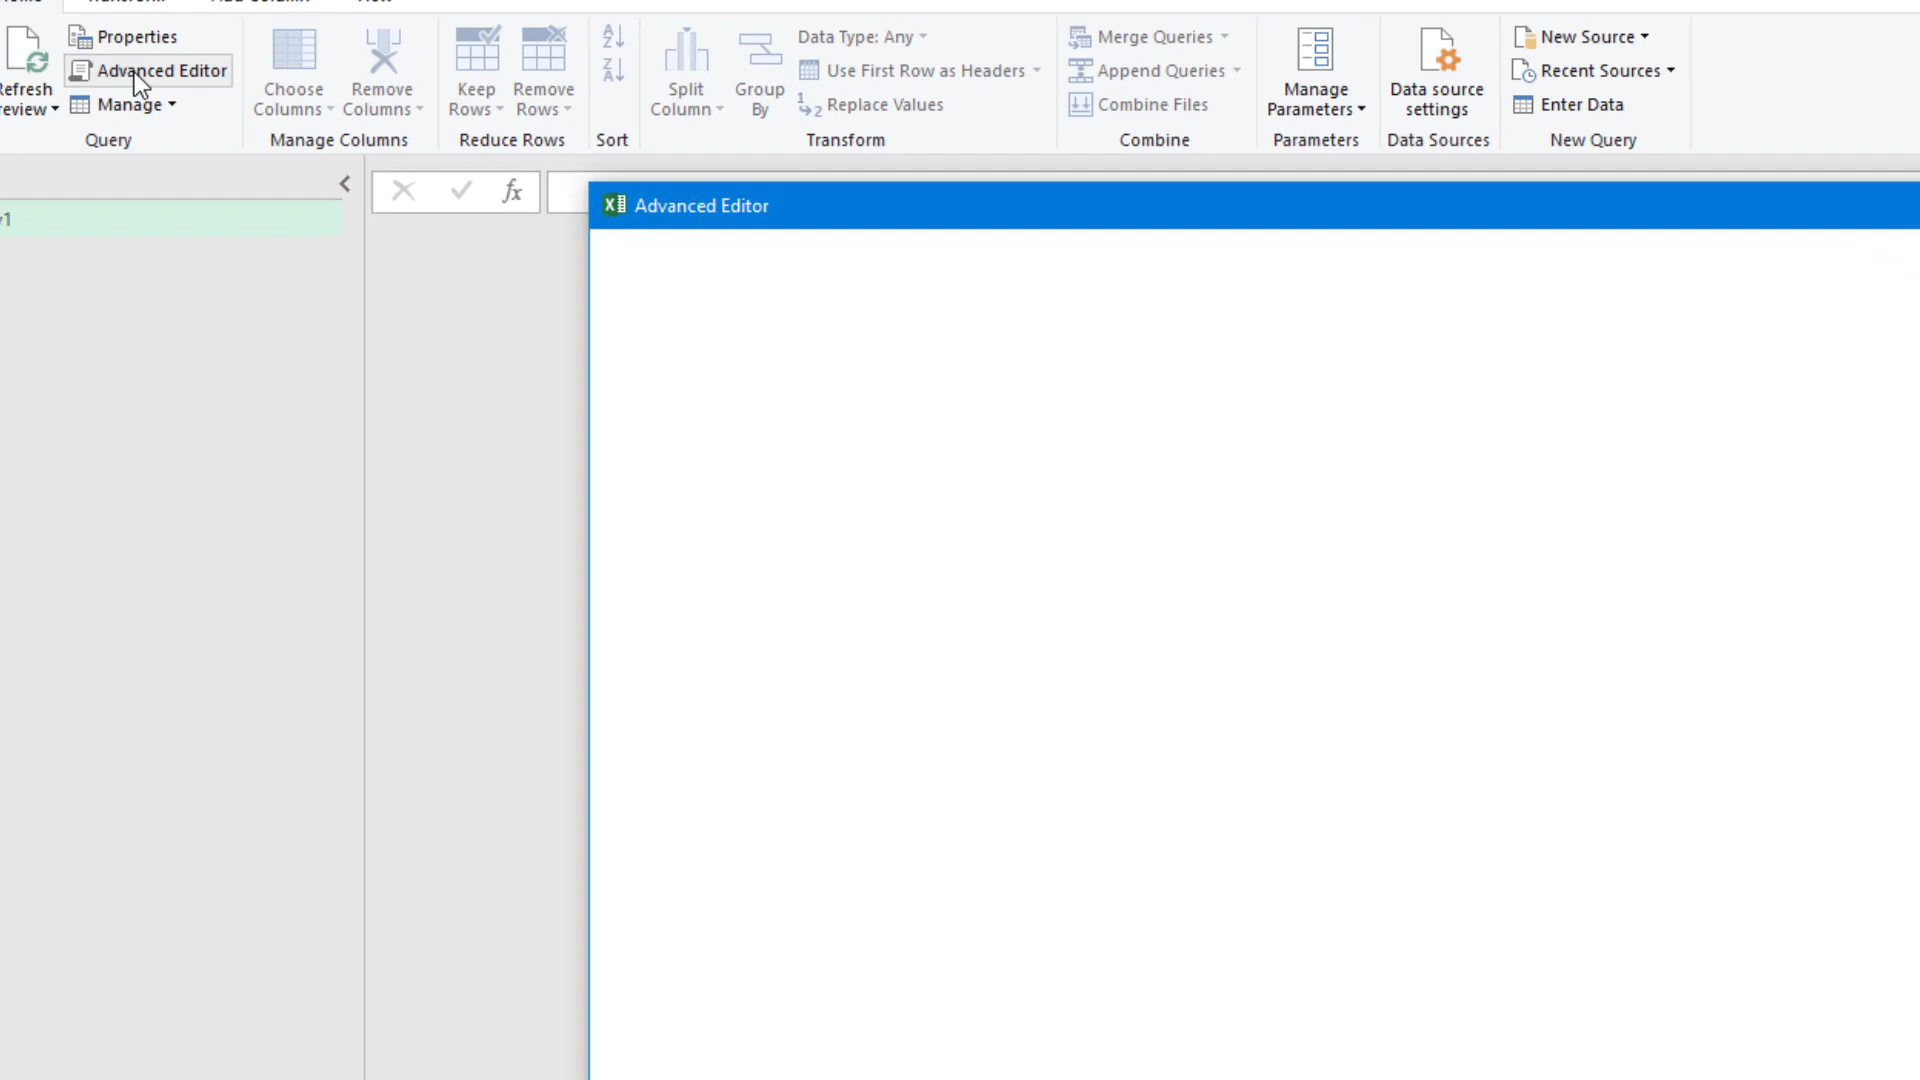 Properties
Advanced Editor
Manage
Query
Choose
Columns
Remove
Columns
Manage Columns
Keep
Rows
Remove
Rows
Reduce Rows
A
Z
Z
A
Sort
Split
Column
Group
By
Data Type: Any
Use First Row as Headers
1
2
Replace Values
Transform
Merge Queries
Append Queries
Combine Files
Combine
Manage
Parameters
Parameters
Data source
settings
Data Sources
New Source
Recent Sources
Enter Data
New Query
fx
Advanced Editor